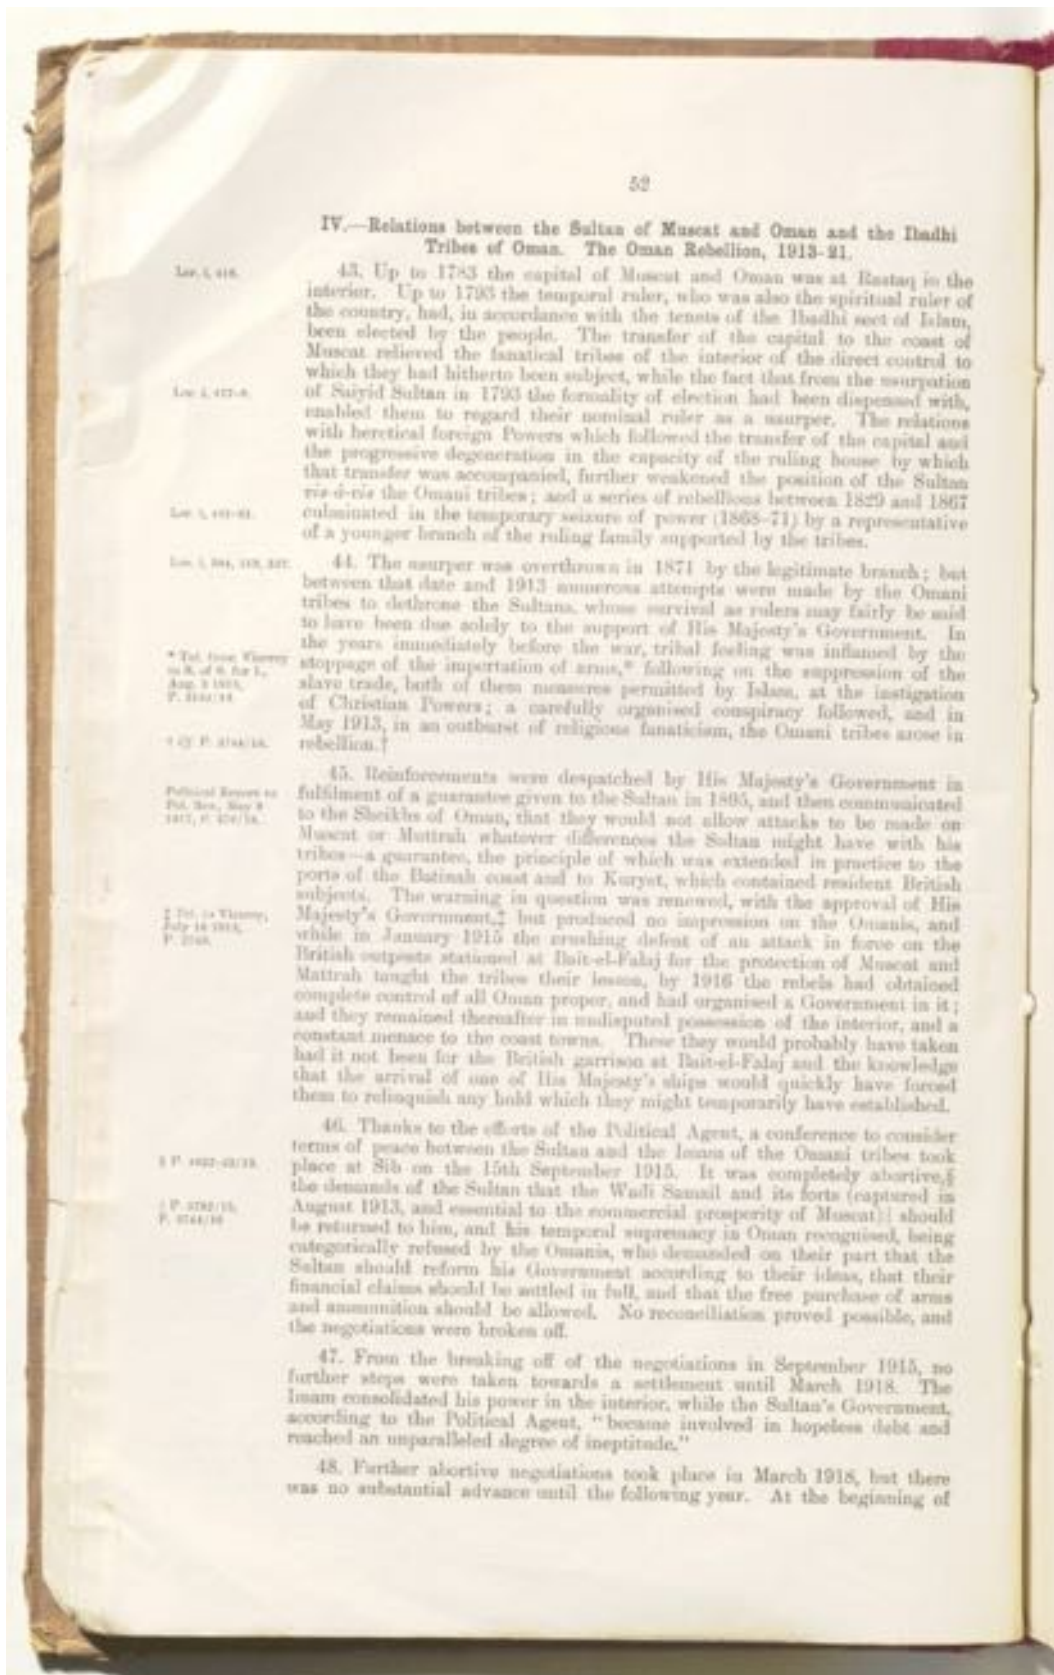 52
IV.—Relations between the Sultan of Muscat and Oman and the Ibadhi
Tribes of Oman. The Oman Rebellion, 1913-21.
43. Up to 1783 the capital of Muscat and Oman was at Rastaq in the
interior. Up to 1793 the temporal ruler, who was also the spiritual ruler of
the country, had, in accordance with the tenets of the Ibadhi sect of Islam,
been elected by the people. The transfer of the capital to the coast of
Muscat relieved the fanatical tribes of the interior of the direct control to
which they had hitherto been subject, while the fact that from the usurpation
of Saiyid Sultan in 1793 the formality of election had been dispensed with,
enabled them to regard their nominal ruler as a usurper. The relations
with heretical foreign Powers which followed the transfer of the capital and
the progressive degeneration in the capacity of the ruling house by which
that transfer was accompanied, further weakened the position of the Sultan
vis-à-vis the Omani tribes; and a series of rebellions between 1829 and 1867
culminated in the temporary seizure of power (1868-71) by a representative
of a younger branch of the ruling family supported by the tribes.
44. The usurper was overthrown in 1871 by the legitimate branch; but
between that date and 1913 numerous attempts were made by the Omani
tribes to dethrone the Sultans, whose survival as rulers may fairly be said
to have been due solely to the support of His Majesty's Government. In
the years immediately before the war, tribal feeling was inflamed by the
* Tel. from Viceroy
to S. of S. for I.,
stoppage of the importation of arms,* following on the suppression of the
slave trade, both of them measures permitted by Islam, at the instigation
of Christian Powers; a carefully organised conspiracy followed, and in
May 1913, in an outburst of religious fanaticism, the Omani tribes arose in
rebellion.†
45. Reinforcements were despatched by His Majesty's Government in
Political Report to
fulfilment of a guarantee given to the Sultan in 1895, and then communicated
to the Sheikhs of Oman, that they would not allow attacks to be made on
Muscat or Muttrah whatever differences the Sultan might have with his
tribes—a guarantee, the principle of which was extended in practice to the
ports of the Batinah coast and to Kuryat, which contained resident British
subjects. The warning in question was renewed, with the approval of His
‡ Tel. to Viceroy,
Majesty's Government,‡ but produced no impression on the Omanis, and
while in January 1915 the crushing defeat of an attack in force on the
British outposts stationed at Bait-el-Falaj for the protection of Muscat and
Mattrah taught the tribes their lesson, by 1916 the rebels had obtained
complete control of all Oman proper, and had organised a Government in it;
and they remained thereafter in undisputed possession of the interior, and a
constant menace to the coast towns. These they would probably have taken
had it not been for the British garrison at Bait-el-Falaj and the knowledge
that the arrival of one of His Majesty's ships would quickly have forced
them to relinquish any hold which they might temporarily have established.
46. Thanks to the efforts of the Political Agent, a conference to consider
terms of peace between the Sultan and the Imam of the Omani tribes took
place at Sib on the 15th September 1915. It was completely abortive,§
the demands of the Sultan that the Wadi Samail and its forts (captured in
August 1913, and essential to the commercial prosperity of Muscat) should
be returned to him, and his temporal supremacy in Oman recognised, being
categorically refused by the Omanis, who demanded on their part that the
Sultan should reform his Government according to their ideas, that their
financial claims should be settled in full, and that the free purchase of arms
and ammunition should be allowed. No reconciliation proved possible, and
the negotiations were broken off.
47. From the breaking off of the negotiations in September 1915, no
further steps were taken towards a settlement until March 1918. The
Imam consolidated his power in the interior, while the Sultan's Government,
according to the Political Agent, "became involved in hopeless debt and
reached an unparalleled degree of ineptitude."
48. Further abortive negotiations took place in March 1918, but there
was no substantial advance until the following year. At the beginning of